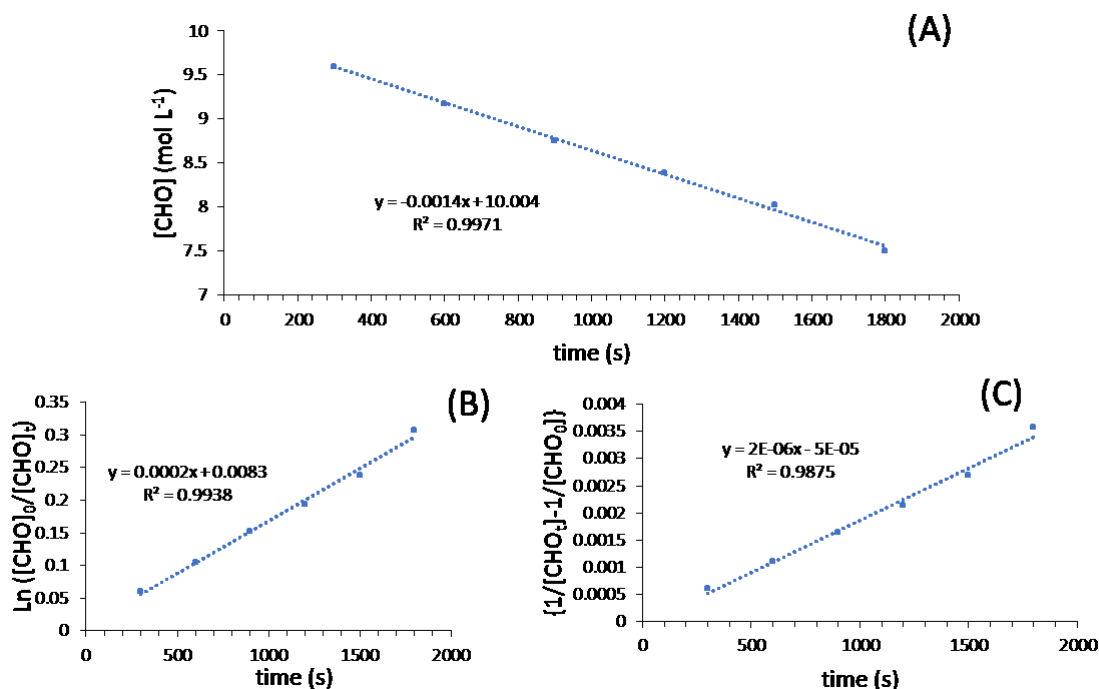 (A)
10
9.5
9
8.5
8
7.5
7
[CHO] (mol L⁻¹)
y = -0.0014x + 10.004
R² = 0.9971
0 200 400 600 800 1000 1200 1400 1600 1800 2000
time (s)
(B)
0.35
0.3
0.25
0.2
0.15
0.1
0.05
0
Ln ([CHO]₀/[CHO]ₜ)
y = 0.0002x + 0.0083
R² = 0.9938
0 500 1000 1500 2000
time (s)
(C)
0.004
0.0035
0.003
0.0025
0.002
0.0015
0.001
0.0005
0
{1/[CHOₜ]-1/[CHO₀]}
y = 2E-06x - 5E-05
R² = 0.9875
0 500 1000 1500 2000
time (s)